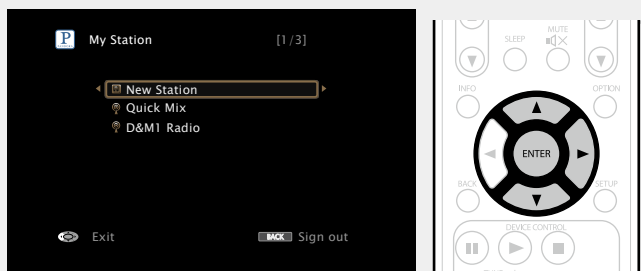 P
My Station [1/3]
New Station
Quick Mix
D&M1 Radio
Exit BACK Sign out
SLEEP MUTE
INFO OPTION
ENTER
BACK SETUP
DEVICE CONTROL